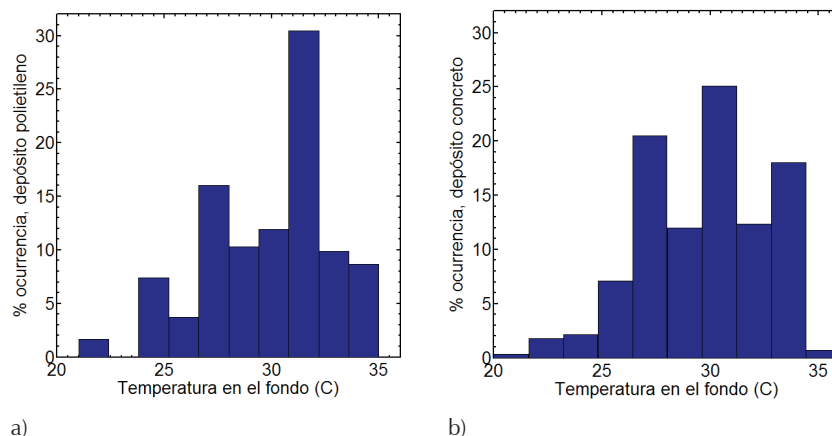 % ocurrencia, depósito polietileno
30
25
20
15
10
5
0
20 25 30 35
Temperatura en el fondo (C)
a)
% ocurrencia, depósito concreto
30
25
20
15
10
5
0
20 25 30 35
Temperatura en el fondo (C)
b)